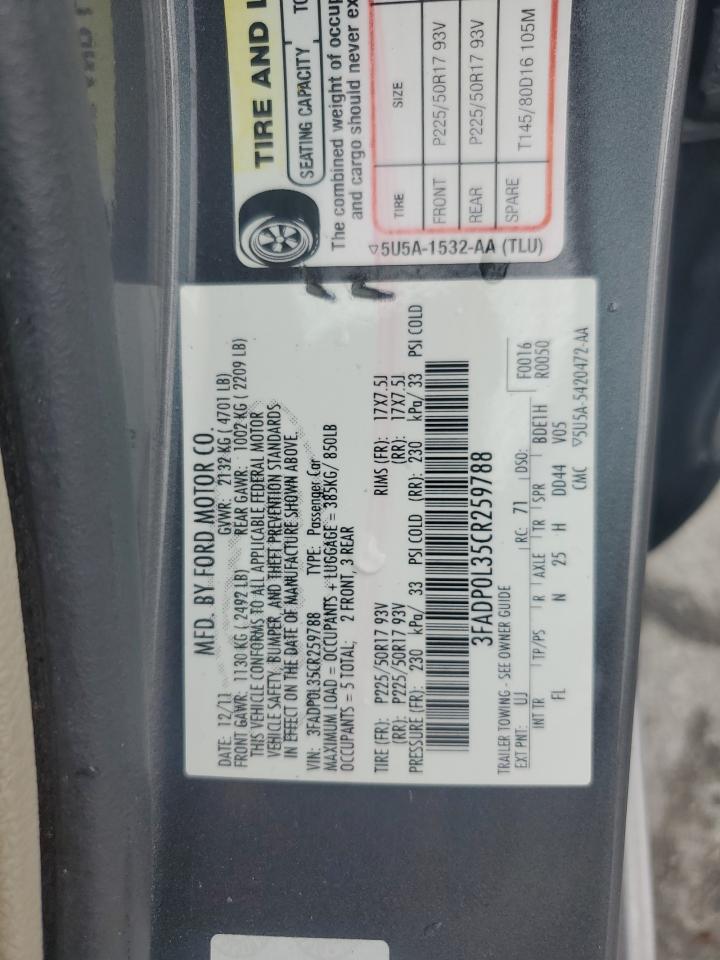 TIRE AND
SEATING CAPACITY
The combined weight of occup
and cargo should never ex
TIRE SIZE
FRONT P225/50R17 93V
REAR P225/50R17 93V
SPARE T145/80D16 105M
5U5A-1532-AA (TLU)
MFD. BY FORD MOTOR CO.
DATE: 12/11 GVWR: 2132 KG ( 4701 LB)
FRONT GAWR: 1130 KG ( 2492 LB) REAR GAWR: 1002 KG ( 2209 LB)
THIS VEHICLE CONFORMS TO ALL APPLICABLE FEDERAL MOTOR
VEHICLE SAFETY, BUMPER, AND THEFT PREVENTION STANDARDS
IN EFFECT ON THE DATE OF MANUFACTURE SHOWN ABOVE.
VIN: 3FADP0L35CR259788 TYPE: Passenger Car
MAXIMUM LOAD = OCCUPANTS + LUGGAGE = 385KG/ 850LB
OCCUPANTS = 5 TOTAL; 2 FRONT, 3 REAR
TIRE (FR): P225/50R17 93V RIMS (FR): 17X7.5J
(RR): P225/50R17 93V (RR): 17X7.5J
PRESSURE (FR): 230 kPa/ 33 PSI COLD (RR): 230 kPa/ 33 PSI COLD
3FADP0L35CR259788
TRAILER TOWING - SEE OWNER GUIDE
EXT PNT: UJ RC: 71 DSO: F0016
R0050
INT TR TP/PS R AXLE TR SPR BDE1H
FL N 25 H DD44 V05
CMC 5U5A-5420472-AA